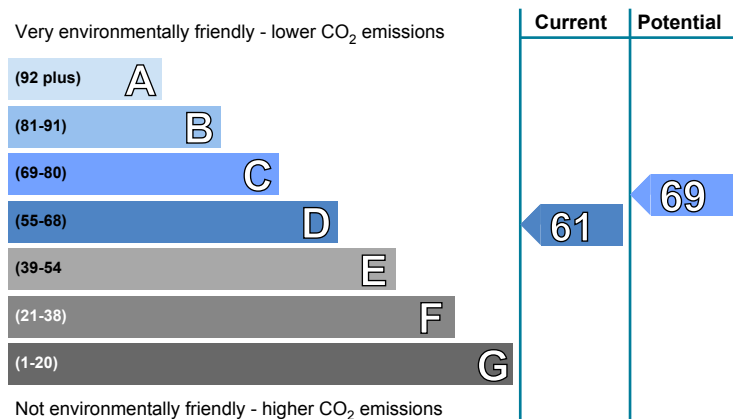 Current Potential
Very environmentally friendly - lower CO₂ emissions
(92 plus) A
(81-91) B
(69-80) C
69
(55-68) D
61
(39-54 E
(21-38) F
(1-20) G
Not environmentally friendly - higher CO₂ emissions